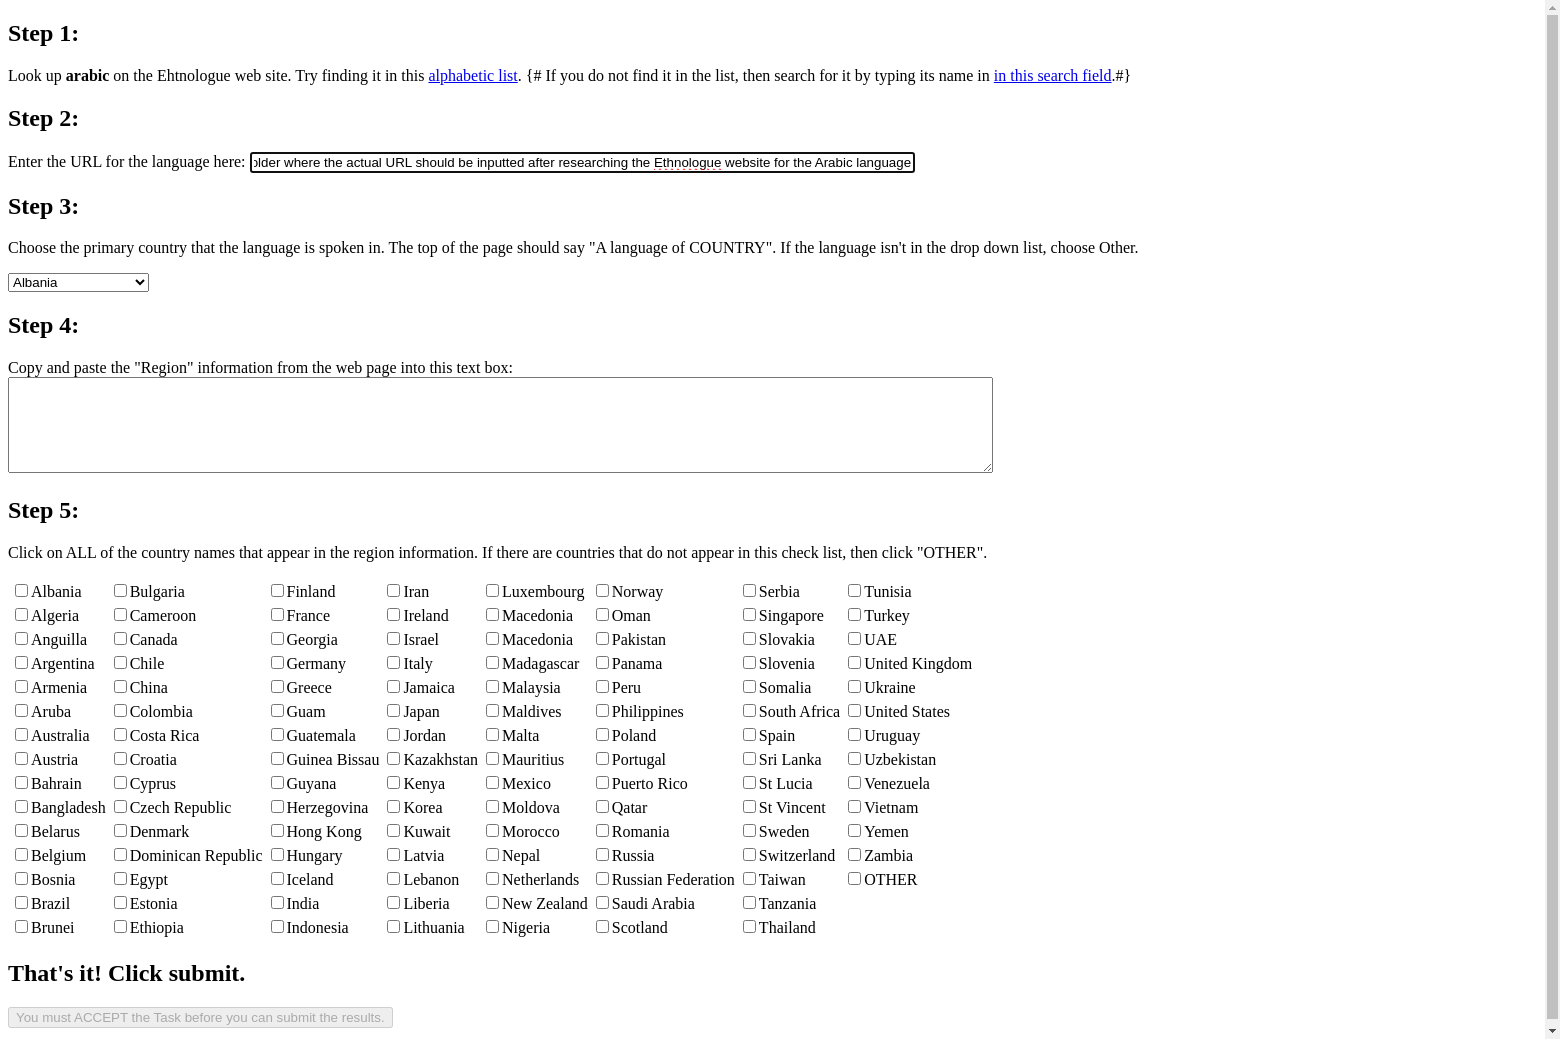 Step 1:
Look up arabic on the Ehtnologue web site. Try finding it in this alphabetic list. {# If you do not find it in the list, then search for it by typing its name in in this search field.#}
Step 2:
Enter the URL for the language here: older where the actual URL should be inputted after researching the Ethnologue website for the Arabic language
Step 3:
Choose the primary country that the language is spoken in. The top of the page should say "A language of COUNTRY". If the language isn't in the drop down list, choose Other.
Albania
Step 4:
Copy and paste the "Region" information from the web page into this text box:
Step 5:
Click on ALL of the country names that appear in the region information. If there are countries that do not appear in this check list, then click "OTHER".
Albania Bulgaria Finland Iran Luxembourg Norway Serbia Tunisia
Algeria Cameroon France Ireland Macedonia Oman Singapore Turkey
Anguilla Canada Georgia Israel Macedonia Pakistan Slovakia UAE
Argentina Chile Germany Italy Madagascar Panama Slovenia United Kingdom
Armenia China Greece Jamaica Malaysia Peru Somalia Ukraine
Aruba Colombia Guam Japan Maldives Philippines South Africa United States
Australia Costa Rica Guatemala Jordan Malta Poland Spain Uruguay
Austria Croatia Guinea Bissau Kazakhstan Mauritius Portugal Sri Lanka Uzbekistan
Bahrain Cyprus Guyana Kenya Mexico Puerto Rico St Lucia Venezuela
Bangladesh Czech Republic Herzegovina Korea Moldova Qatar St Vincent Vietnam
Belarus Denmark Hong Kong Kuwait Morocco Romania Sweden Yemen
Belgium Dominican Republic Hungary Latvia Nepal Russia Switzerland Zambia
Bosnia Egypt Iceland Lebanon Netherlands Russian Federation Taiwan OTHER
Brazil Estonia India Liberia New Zealand Saudi Arabia Tanzania
Brunei Ethiopia Indonesia Lithuania Nigeria Scotland Thailand
That's it! Click submit.
You must ACCEPT the Task before you can submit the results.